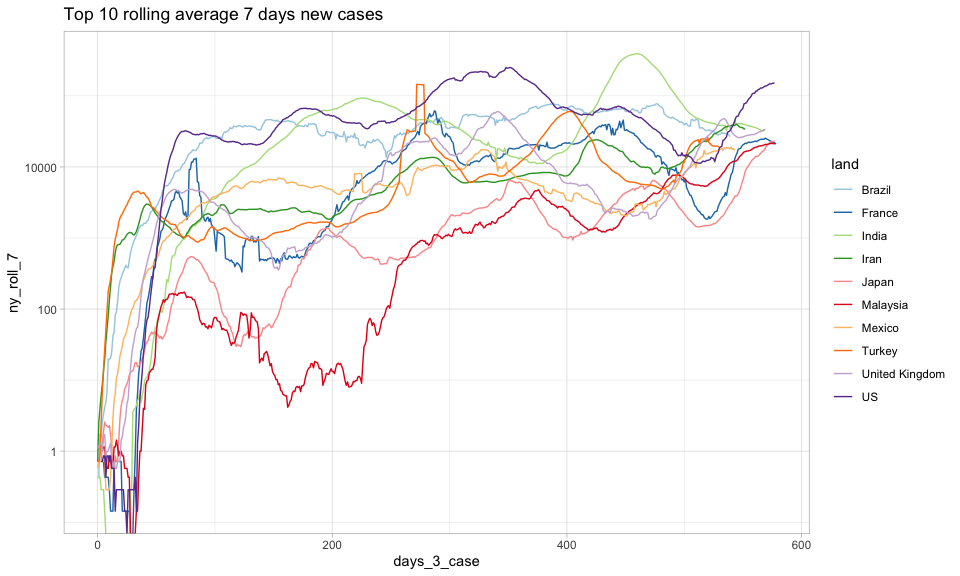 Top 10 rolling average 7 days new cases
ny_roll_7
10000
100
1
0
200
400
600
days_3_case
land
Brazil
France
India
Iran
Japan
Malaysia
Mexico
Turkey
United Kingdom
US